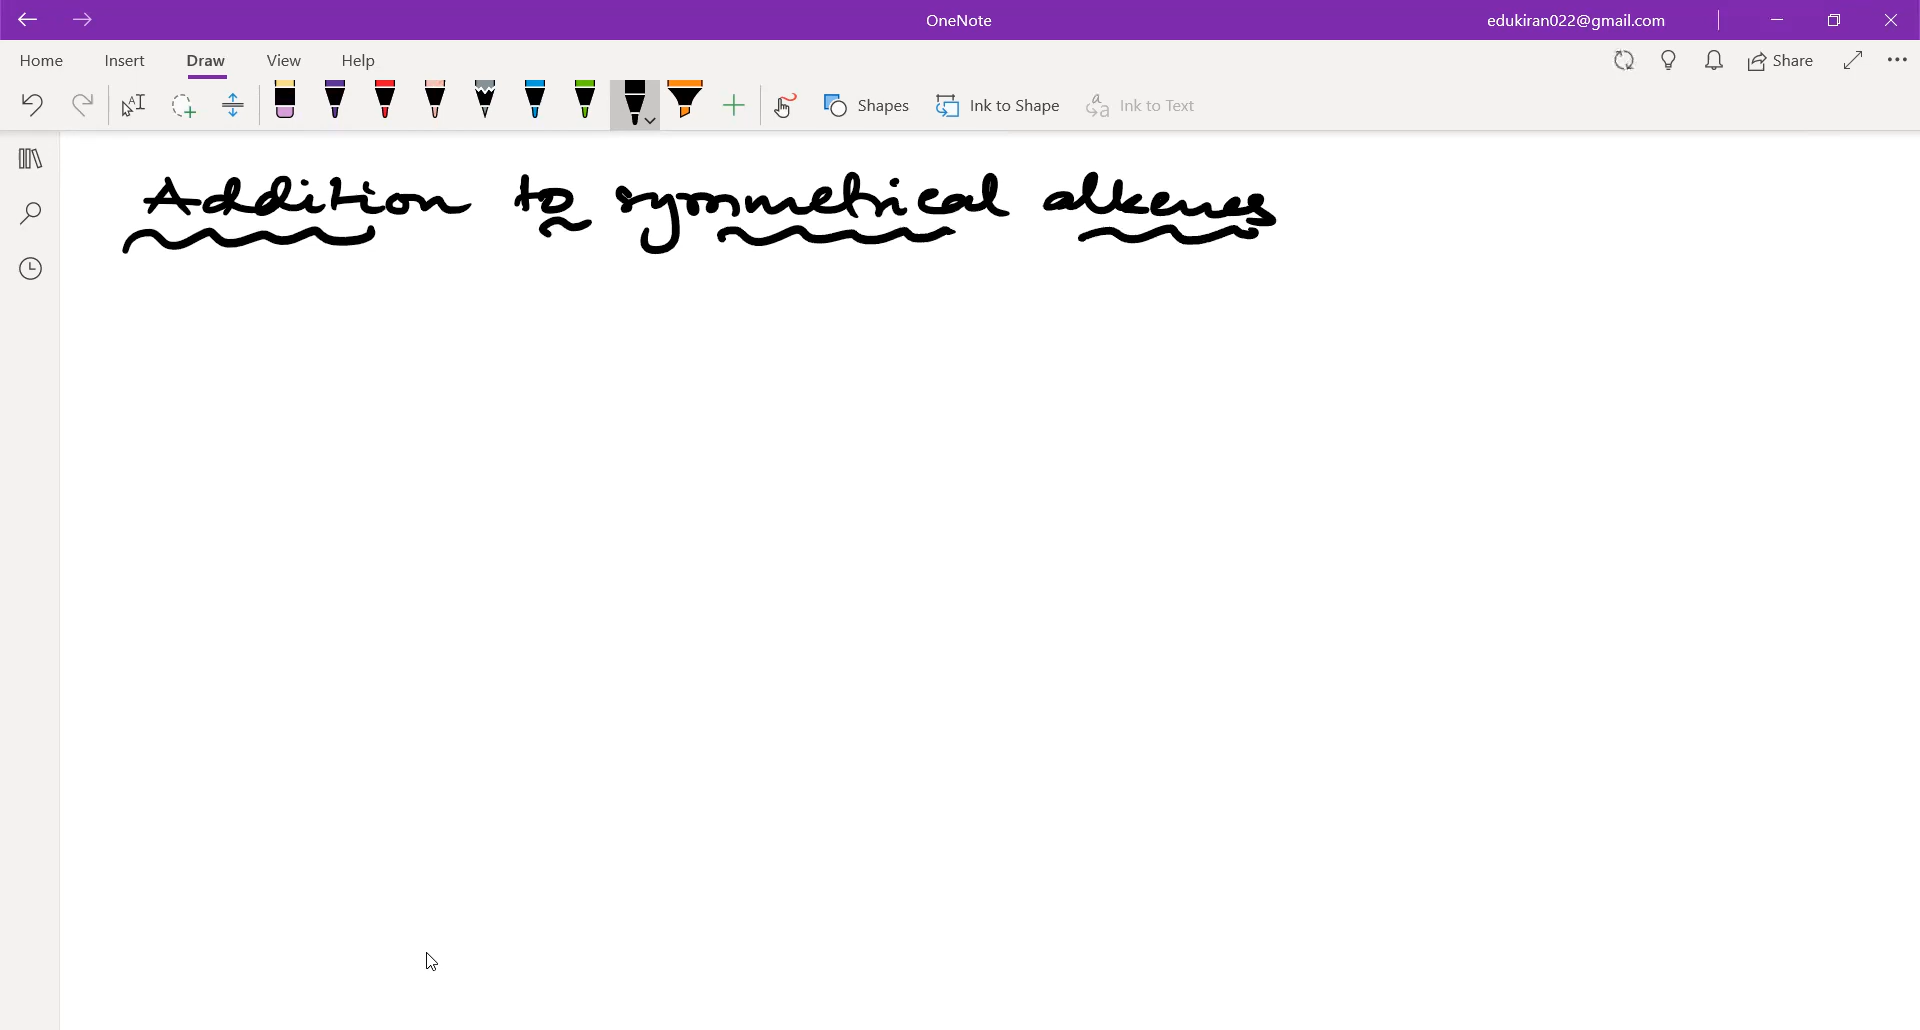 OneNote
edukiran022@gmail.com
Home Insert Draw View Help
Share
Shapes Ink to Shape Ink to Text
Addition to symmetrical alkenes